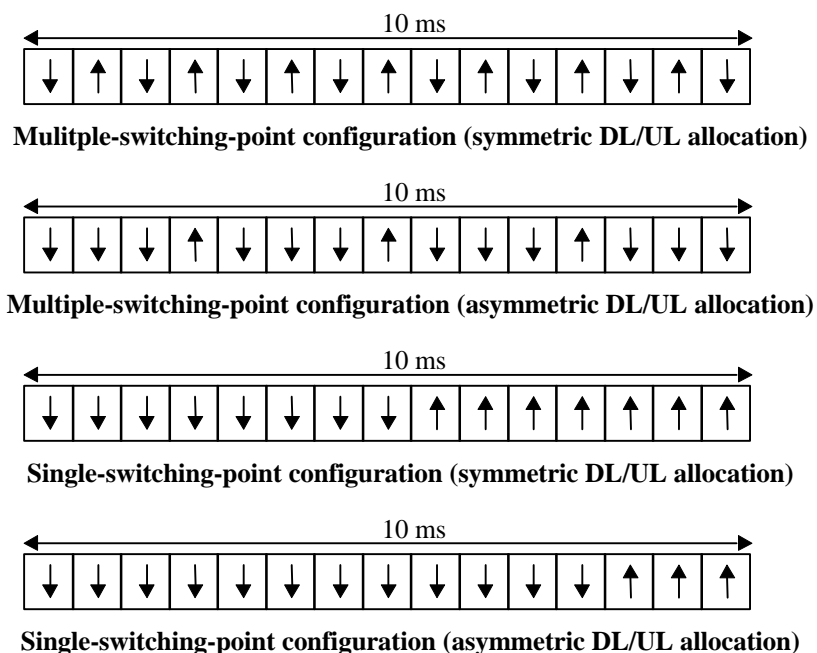 10 ms
Mulitple-switching-point configuration (symmetric DL/UL allocation)
10 ms
Multiple-switching-point configuration (asymmetric DL/UL allocation)
10 ms
Single-switching-point configuration (symmetric DL/UL allocation)
10 ms
Single-switching-point configuration (asymmetric DL/UL allocation)